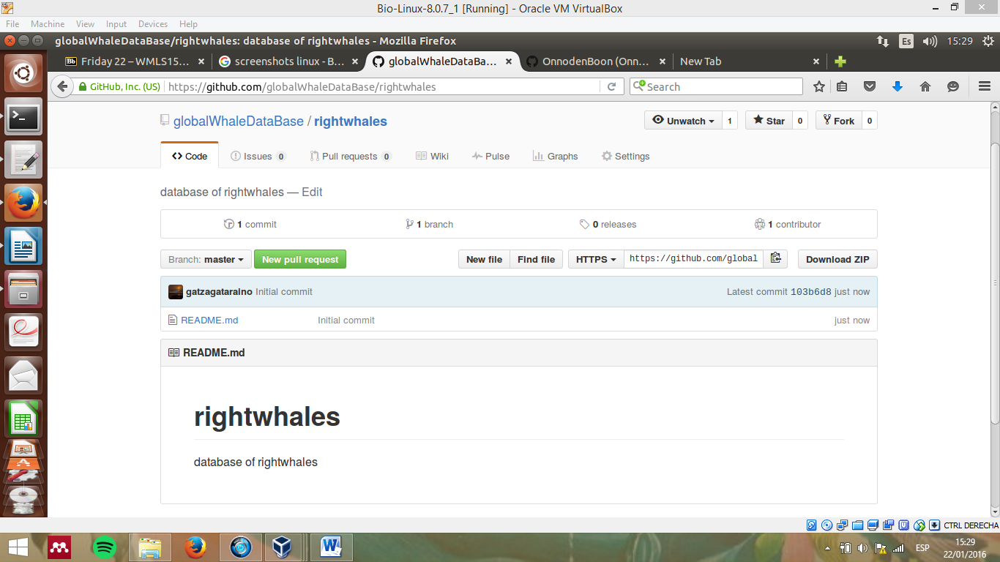 Bio-Linux-8.0.7_1 [Running] - Oracle VM VirtualBox
File Machine View Input Devices Help
globalWhaleDataBase/rightwhales: database of rightwhales - Mozilla Firefox Es 15:29
Bb Friday 22 – WMLS15... screenshots linux - B... globalWhaleDataBa... OnnodenBoon (Onn... New Tab
GitHub, Inc. (US) https://github.com/globalWhaleDataBase/rightwhales Search
globalWhaleDataBase / rightwhales Unwatch 1 Star 0 Fork 0
Code Issues 0 Pull requests 0 Wiki Pulse Graphs Settings
database of rightwhales — Edit
1 commit 1 branch 0 releases 1 contributor
Branch: master New pull request New file Find file HTTPS https://github.com/global Download ZIP
gatzagataraino Initial commit Latest commit 103b6d8 just now
README.md Initial commit just now
README.md
rightwhales
database of rightwhales
CTRL DERECHA
ESP 15:29
22/01/2016